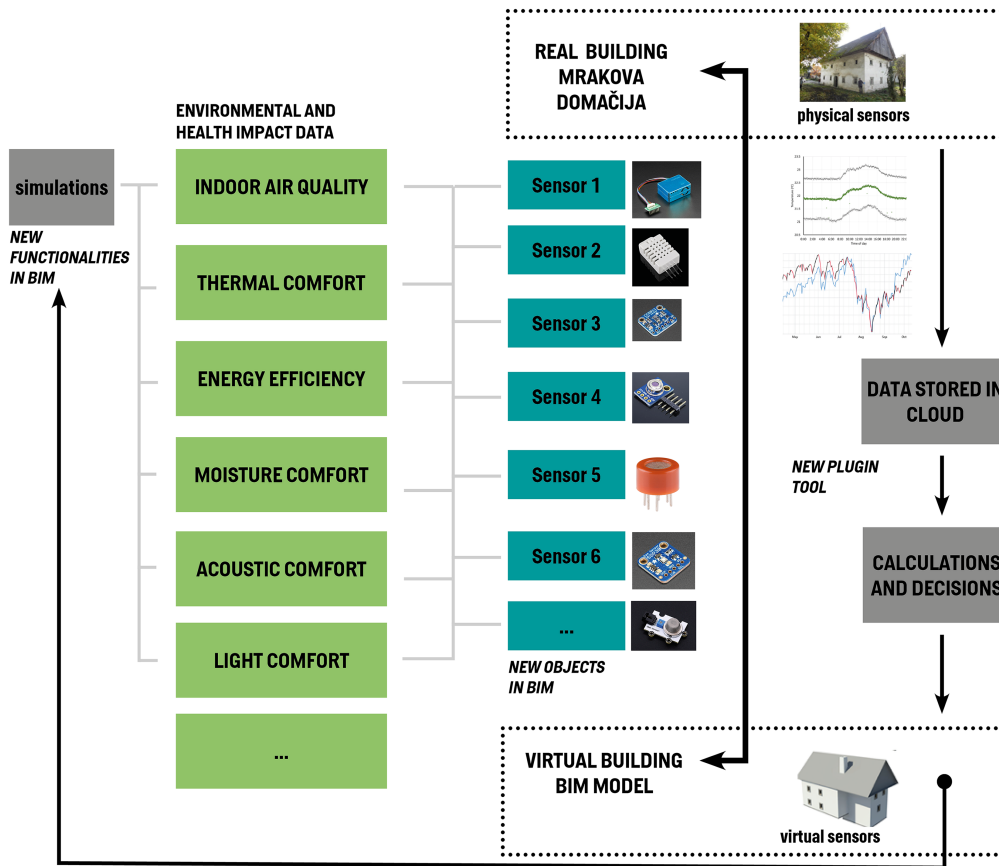 REAL BUILDING
MRAKOVA
DOMAČIJA
physical sensors
ENVIRONMENTAL AND
HEALTH IMPACT DATA
simulations
NEW
FUNCTIONALITIES
IN BIM
INDOOR AIR QUALITY
THERMAL COMFORT
ENERGY EFFICIENCY
MOISTURE COMFORT
ACOUSTIC COMFORT
LIGHT COMFORT
...
Sensor 1
Sensor 2
Sensor 3
Sensor 4
Sensor 5
Sensor 6
...
NEW OBJECTS
IN BIM
DATA STORED IN
CLOUD
NEW PLUGIN
TOOL
CALCULATIONS
AND DECISIONS
VIRTUAL BUILDING
BIM MODEL
virtual sensors